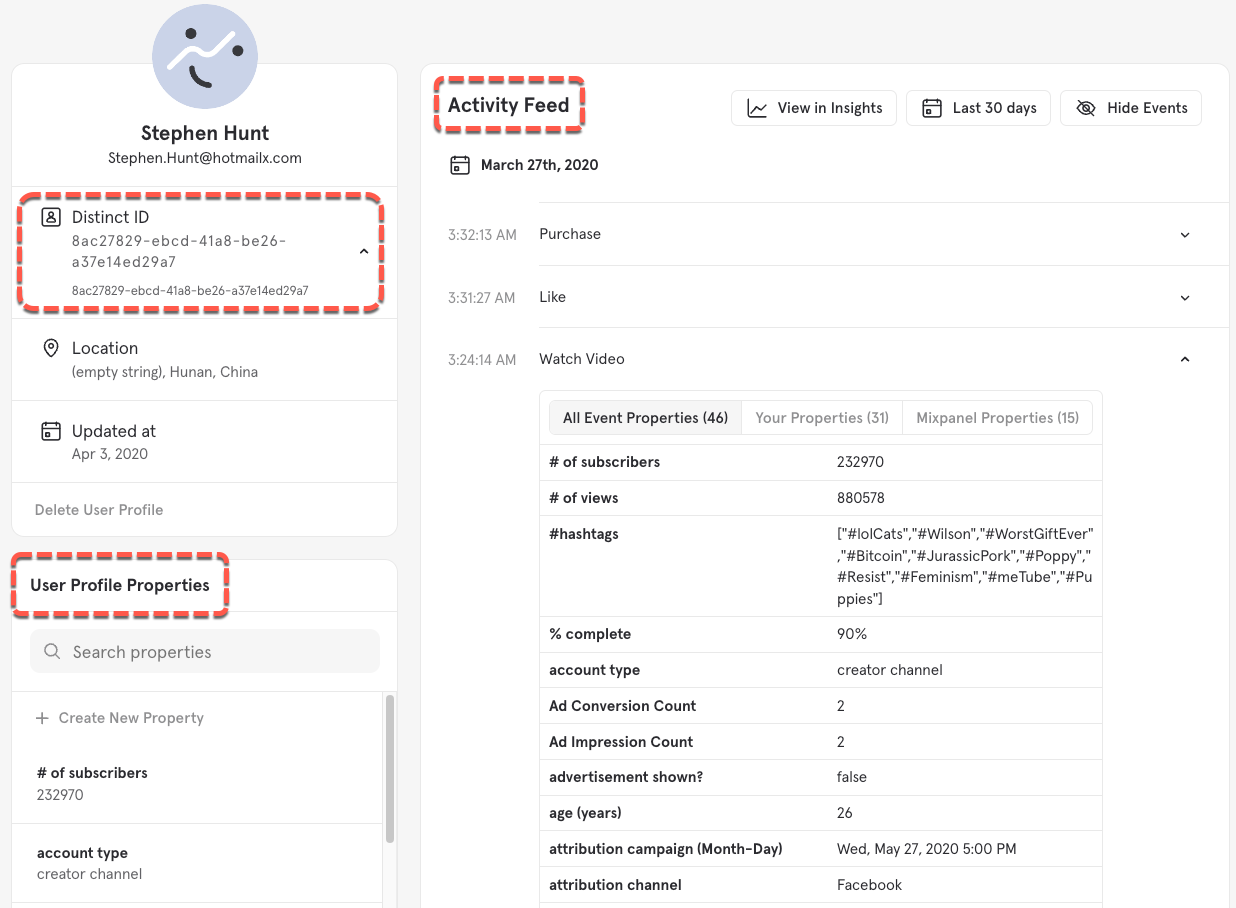 Stephen Hunt
Stephen.Hunt@hotmailx.com
Distinct ID
8ac27829-ebcd-41a8-be26-
a37e14ed29a7
8ac27829-ebcd-41a8-be26-a37e14ed29a7
Location
(empty string), Hunan, China
Updated at
Apr 3, 2020
Delete User Profile
User Profile Properties
Search properties
Create New Property
# of subscribers
232970
account type
creator channel
Activity Feed
View in Insights
Last 30 days
Hide Events
March 27th, 2020
3:32:13 AM Purchase
3:31:27 AM Like
3:24:14 AM Watch Video
All Event Properties (46) Your Properties (31) Mixpanel Properties (15)
# of subscribers 232970
# of views 880578
#hashtags ["#lolCats","#Wilson","#WorstGiftEver"
,"#Bitcoin","#JurassicPork","#Poppy","
#Resist","#Feminism","#meTube","#Pu
ppies"]
% complete 90%
account type creator channel
Ad Conversion Count 2
Ad Impression Count 2
advertisement shown? false
age (years) 26
attribution campaign (Month-Day) Wed, May 27, 2020 5:00 PM
attribution channel Facebook